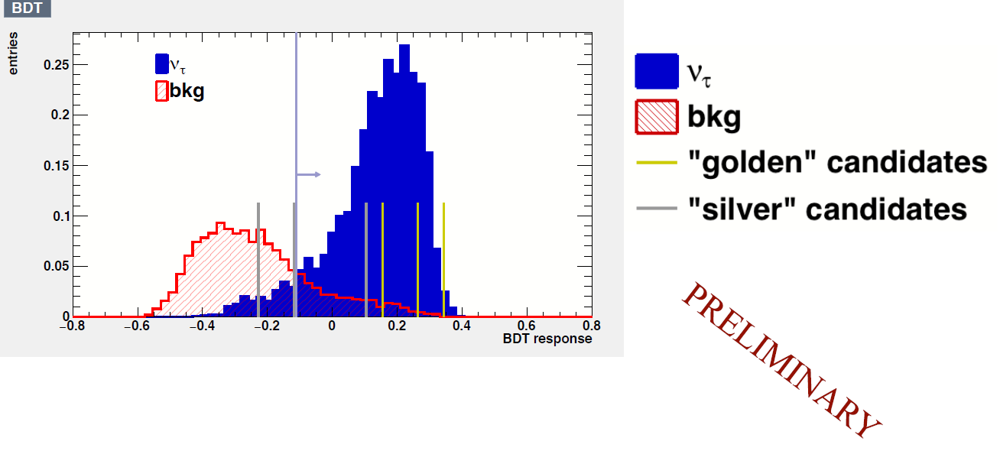 BDT
entries
ντ
bkg
0.25
0.2
0.15
0.1
0.05
0
−0.8 −0.6 −0.4 −0.2 0 0.2 0.4 0.6 0.8
BDT response
ντ
bkg
"golden" candidates
"silver" candidates
PRELIMINARY